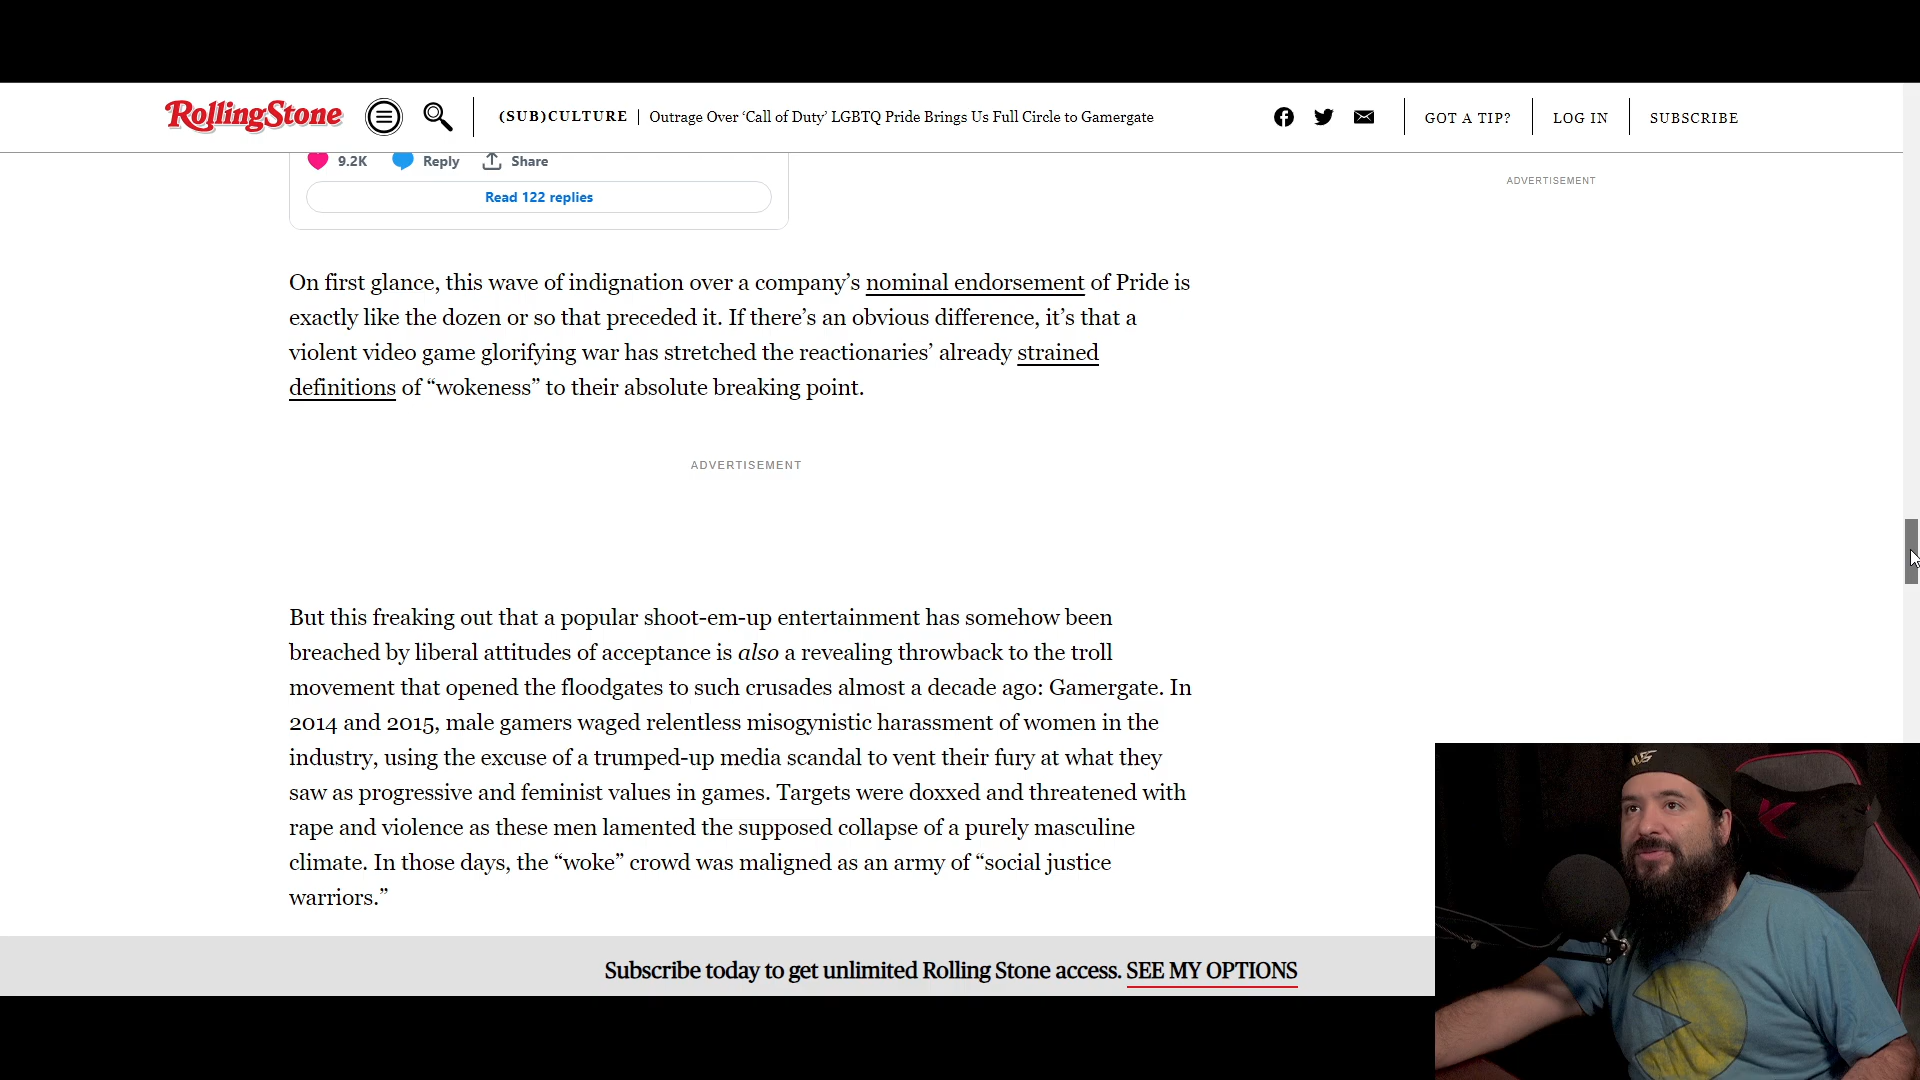 RollingStone
(SUB)CULTURE | Outrage Over ‘Call of Duty’ LGBTQ Pride Brings Us Full Circle to Gamergate
GOT A TIP?
LOG IN
SUBSCRIBE
9.2K Reply Share
Read 122 replies
ADVERTISEMENT
On first glance, this wave of indignation over a company’s nominal endorsement of Pride is
exactly like the dozen or so that preceded it. If there’s an obvious difference, it’s that a
violent video game glorifying war has stretched the reactionaries’ already strained
definitions of “wokeness” to their absolute breaking point.
ADVERTISEMENT
But this freaking out that a popular shoot-em-up entertainment has somehow been
breached by liberal attitudes of acceptance is also a revealing throwback to the troll
movement that opened the floodgates to such crusades almost a decade ago: Gamergate. In
2014 and 2015, male gamers waged relentless misogynistic harassment of women in the
industry, using the excuse of a trumped-up media scandal to vent their fury at what they
saw as progressive and feminist values in games. Targets were doxxed and threatened with
rape and violence as these men lamented the supposed collapse of a purely masculine
climate. In those days, the “woke” crowd was maligned as an army of “social justice
warriors.”
Subscribe today to get unlimited Rolling Stone access. SEE MY OPTIONS